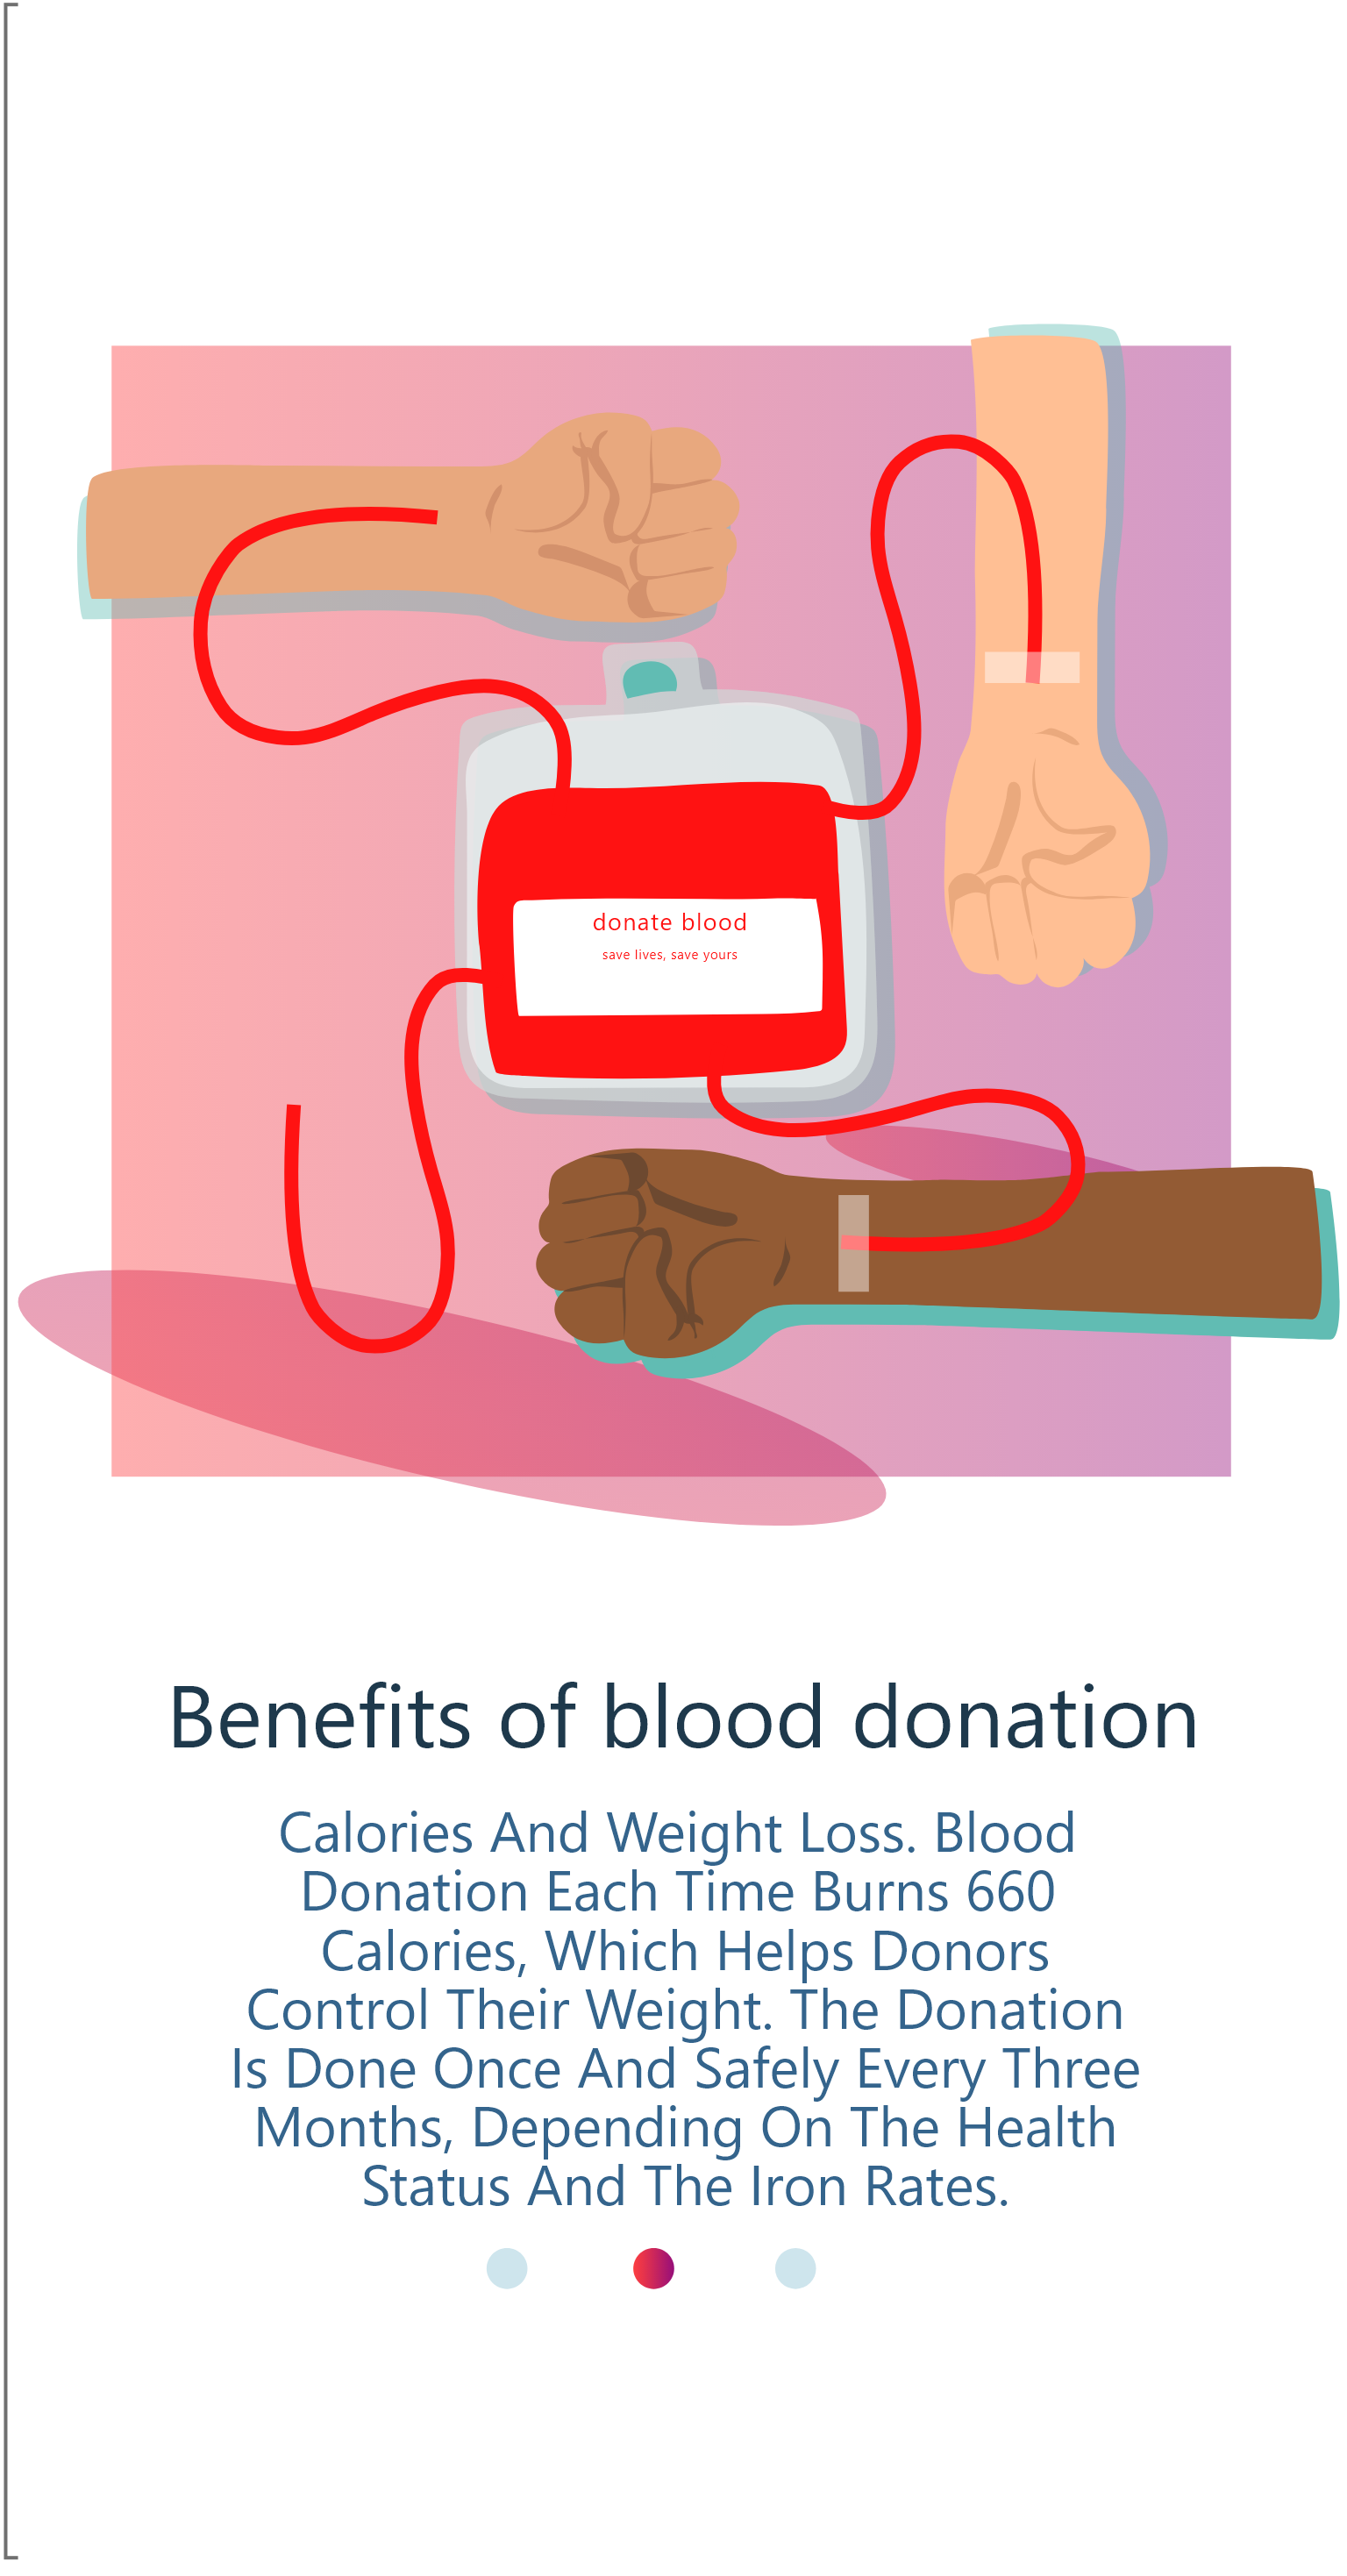 donate blood
save lives, save yours
Benefits of blood donation
Calories And Weight Loss. Blood
Donation Each Time Burns 660
Calories, Which Helps Donors
Control Their Weight. The Donation
Is Done Once And Safely Every Three
Months, Depending On The Health
Status And The Iron Rates.